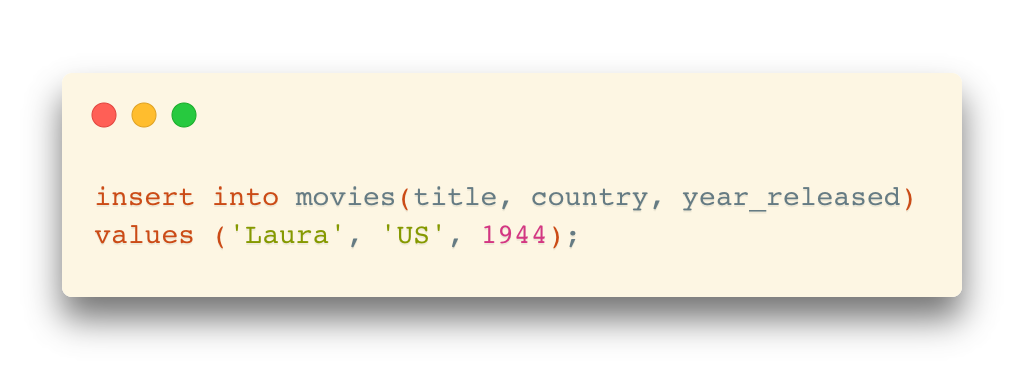 insert into movies(title, country, year_released)
values ('Laura', 'US', 1944);